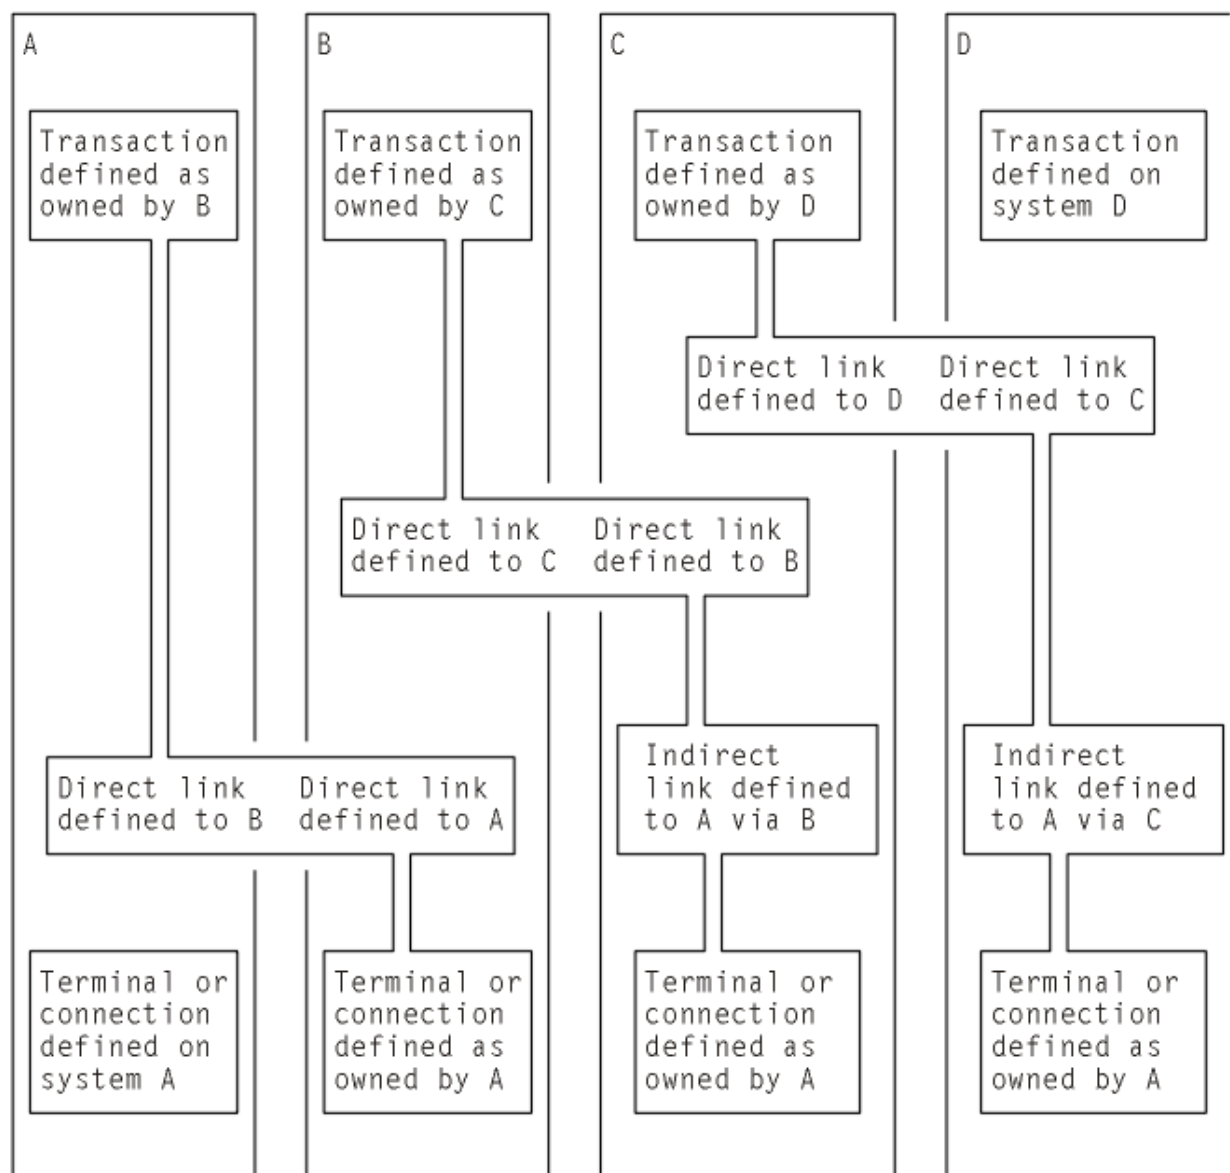 A
B
C
D
Transaction
defined as
owned by B
Transaction
defined as
owned by C
Transaction
defined as
owned by D
Transaction
defined on
system D
Direct link
defined to D
Direct link
defined to C
Direct link
defined to C
Direct link
defined to B
Indirect
link defined
to A via B
Indirect
link defined
to A via C
Direct link
defined to B
Direct link
defined to A
Terminal or
connection
defined on
system A
Terminal or
connection
defined as
owned by A
Terminal or
connection
defined as
owned by A
Terminal or
connection
defined as
owned by A